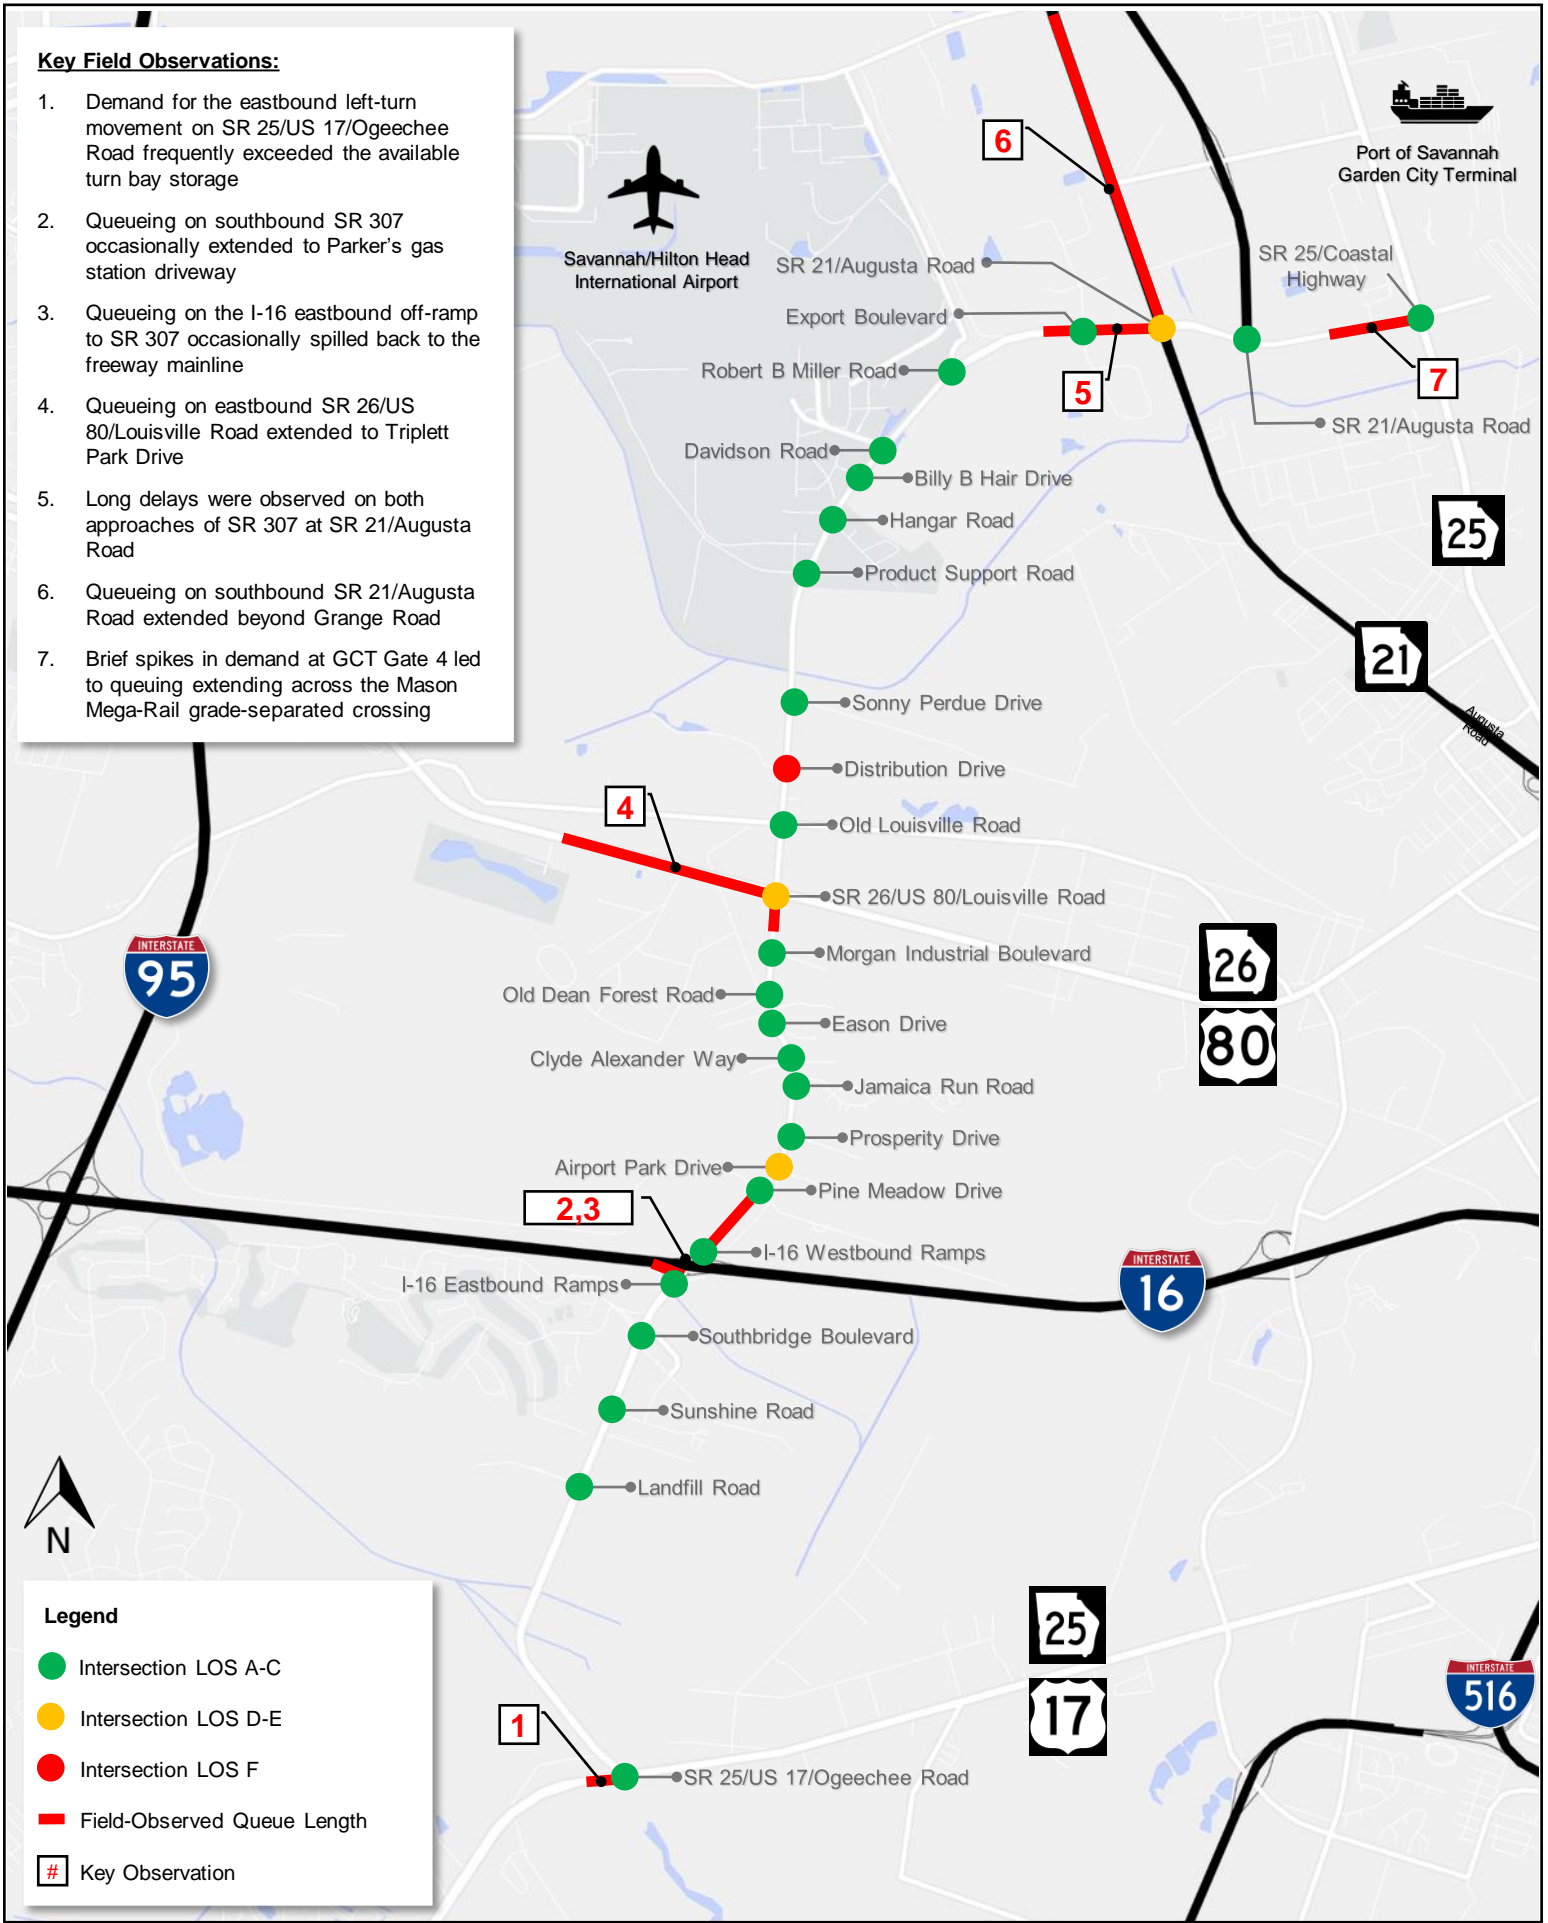 Key Field Observations:
1. Demand for the eastbound left-turn
movement on SR 25/US 17/Ogeechee
Road frequently exceeded the available
turn bay storage
2. Queueing on southbound SR 307
occasionally extended to Parker's gas
station driveway
3. Queueing on the I-16 eastbound off-ramp
to SR 307 occasionally spilled back to the
freeway mainline
4. Queueing on eastbound SR 26/US
80/Louisville Road extended to Triplett
Park Drive
5. Long delays were observed on both
approaches of SR 307 at SR 21/Augusta
Road
6. Queueing on southbound SR 21/Augusta
Road extended beyond Grange Road
7. Brief spikes in demand at GCT Gate 4 led
to queuing extending across the Mason
Mega-Rail grade-separated crossing
6
Port of Savannah
Garden City Terminal
Savannah/Hilton Head
International Airport
SR 21/Augusta Road
SR 25/Coastal
Highway
Export Boulevard
Robert B Miller Road
5
7
SR 21/Augusta Road
Davidson Road
Billy B Hair Drive
Hangar Road
25
Product Support Road
21
Sonny Perdue Drive
Augusta
Road
Distribution Drive
4
Old Louisville Road
SR 26/US 80/Louisville Road
INTERSTATE
95
Morgan Industrial Boulevard
26
Old Dean Forest Road
Eason Drive
80
Clyde Alexander Way
Jamaica Run Road
Prosperity Drive
Airport Park Drive
Pine Meadow Drive
2,3
I-16 Westbound Ramps
INTERSTATE
16
I-16 Eastbound Ramps
Southbridge Boulevard
Sunshine Road
Landfill Road
N
Legend
Intersection LOS A-C
Intersection LOS D-E
Intersection LOS F
Field-Observed Queue Length
# Key Observation
25
17
INTERSTATE
516
1
SR 25/US 17/Ogeechee Road